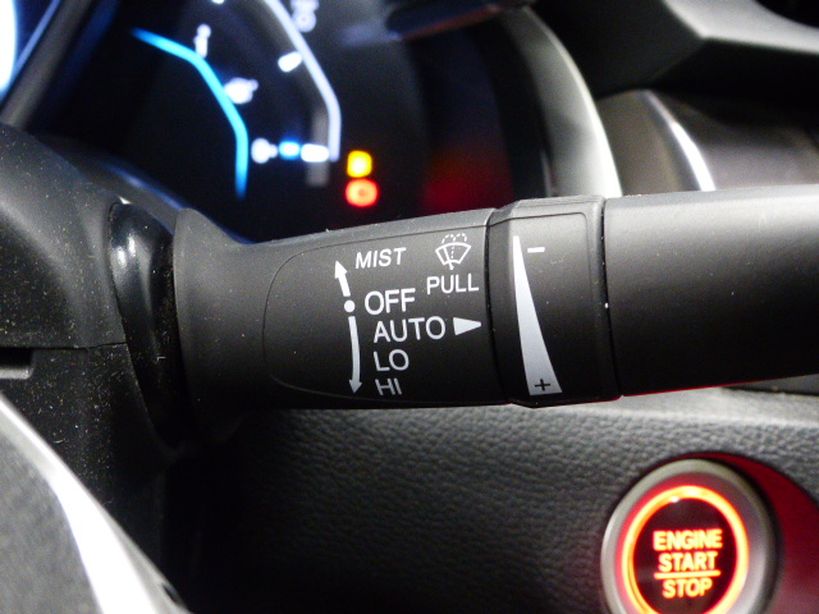 MIST
PULL
OFF
AUTO
LO
HI
−
+
ENGINE
START
STOP